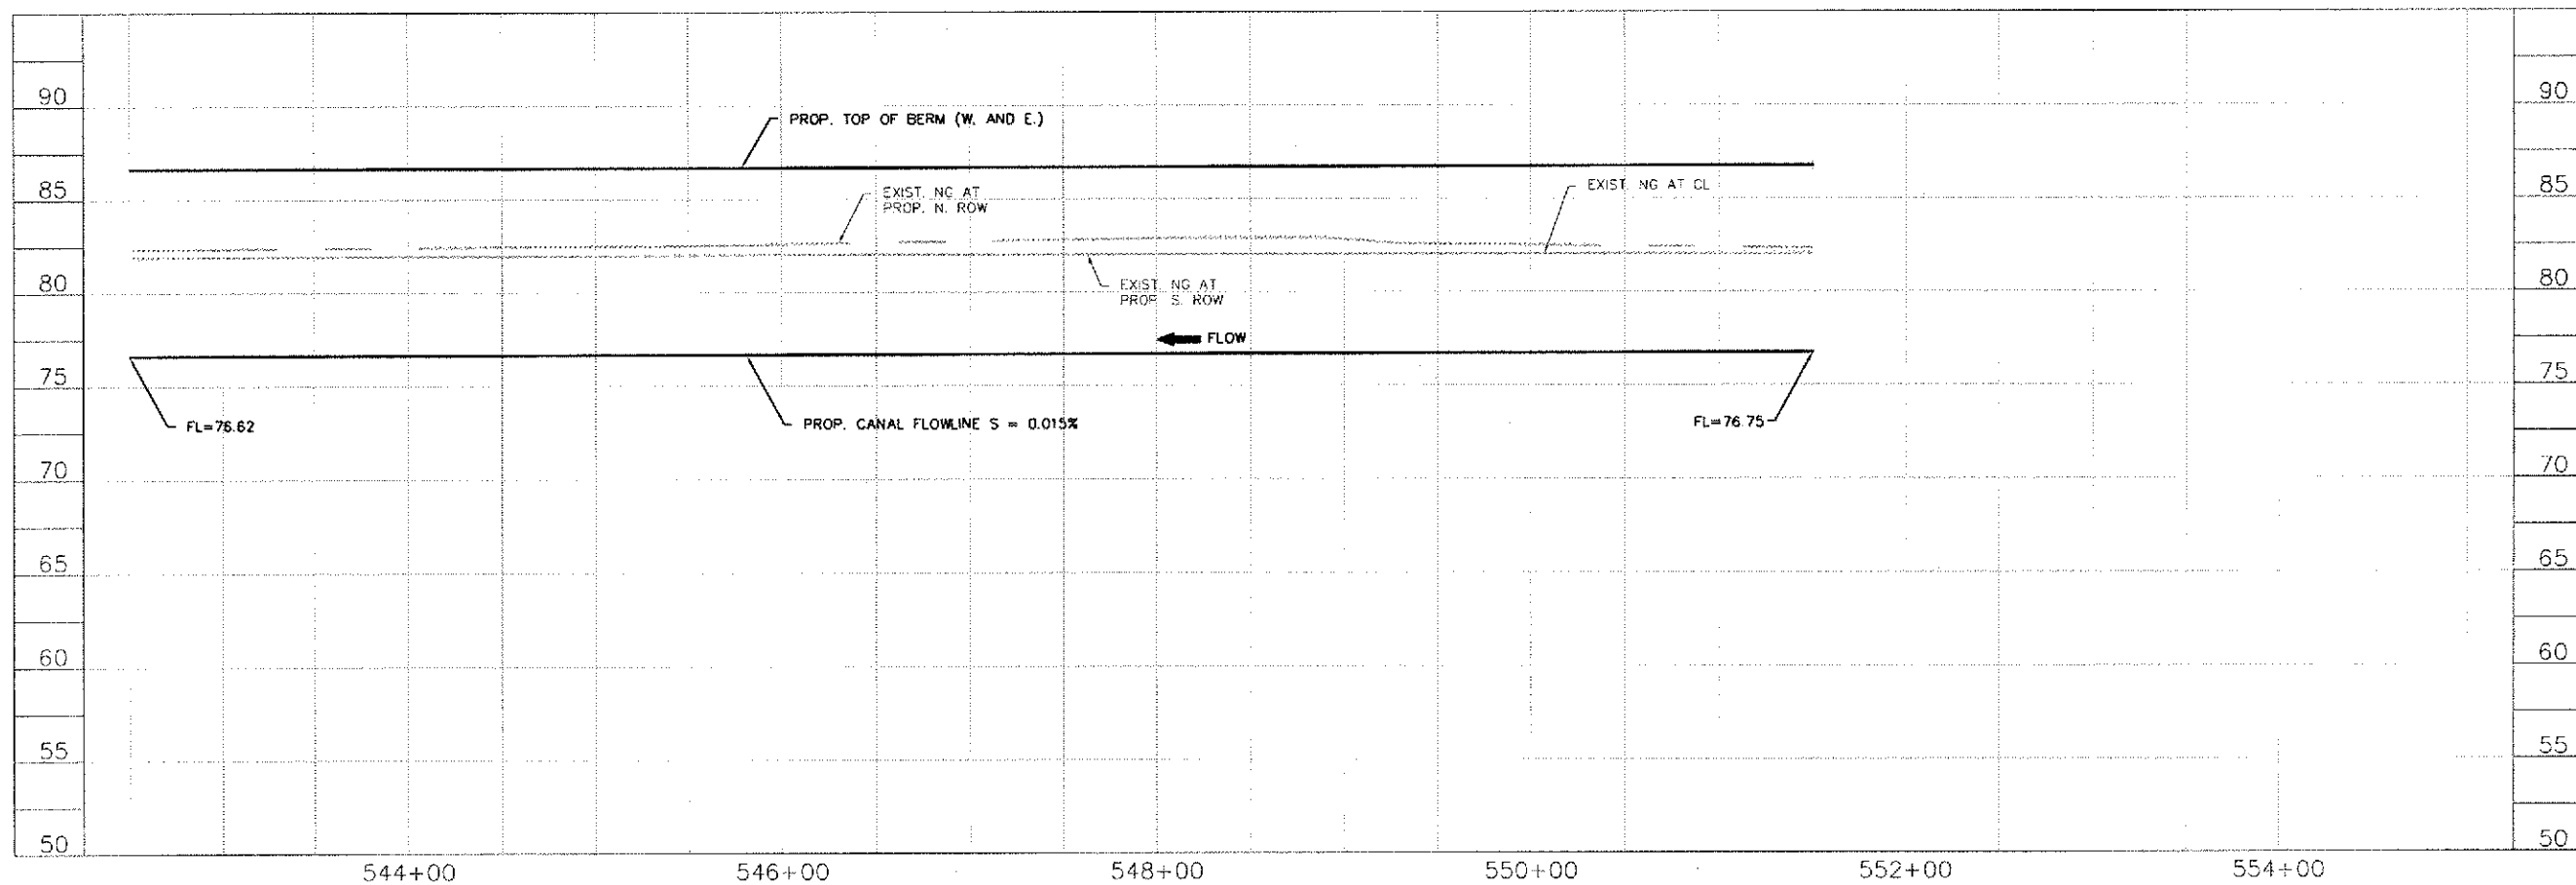 90
90
PROP. TOP OF BERM (W. AND E.)
85
85
EXIST. NG AT
PROP. N. ROW
EXIST. NG AT CL
80
80
EXIST. NG AT
PROP. S. ROW
FLOW
75
75
FL=76.62
PROP. CANAL FLOWLINE S = 0.015%
FL=76.75
70
70
65
65
60
60
55
55
50
50
544+00
546+00
548+00
550+00
552+00
554+00